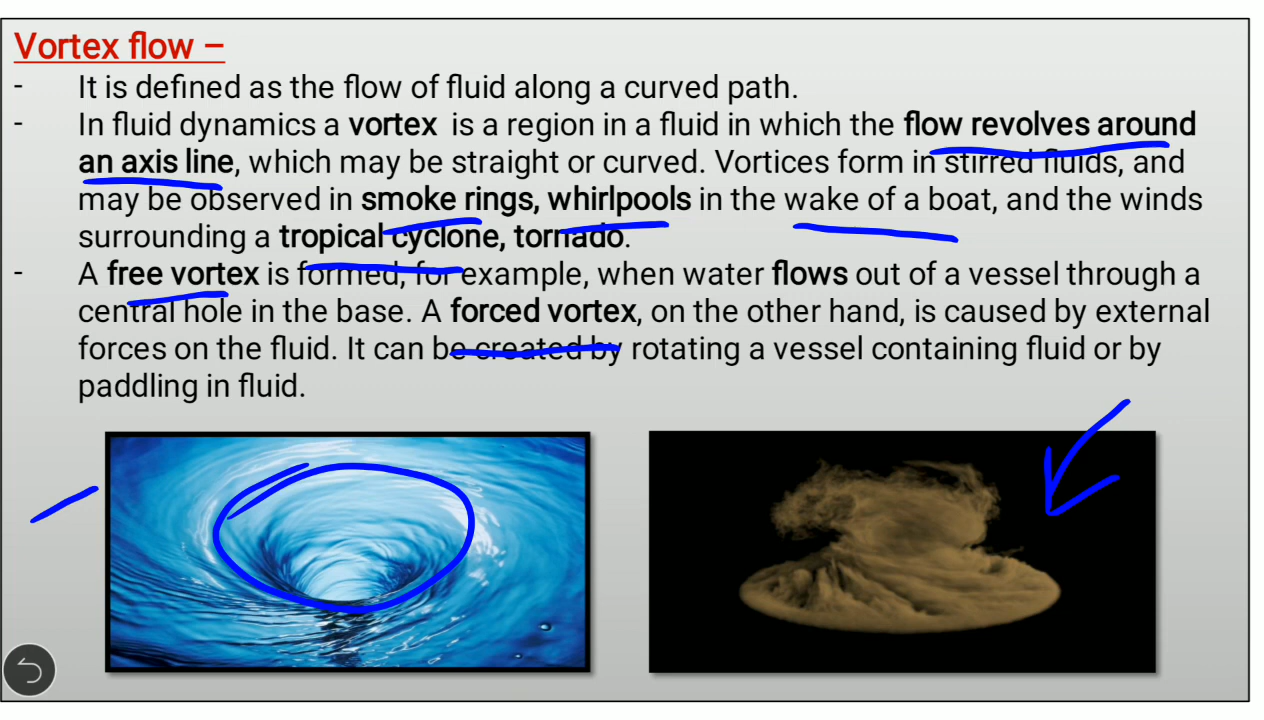 Vortex flow –
- It is defined as the flow of fluid along a curved path.
- In fluid dynamics a vortex is a region in a fluid in which the flow revolves around
an axis line, which may be straight or curved. Vortices form in stirred fluids, and
may be observed in smoke rings, whirlpools in the wake of a boat, and the winds
surrounding a tropical cyclone, tornado.
- A free vortex is formed, for example, when water flows out of a vessel through a
central hole in the base. A forced vortex, on the other hand, is caused by external
forces on the fluid. It can be created by rotating a vessel containing fluid or by
paddling in fluid.